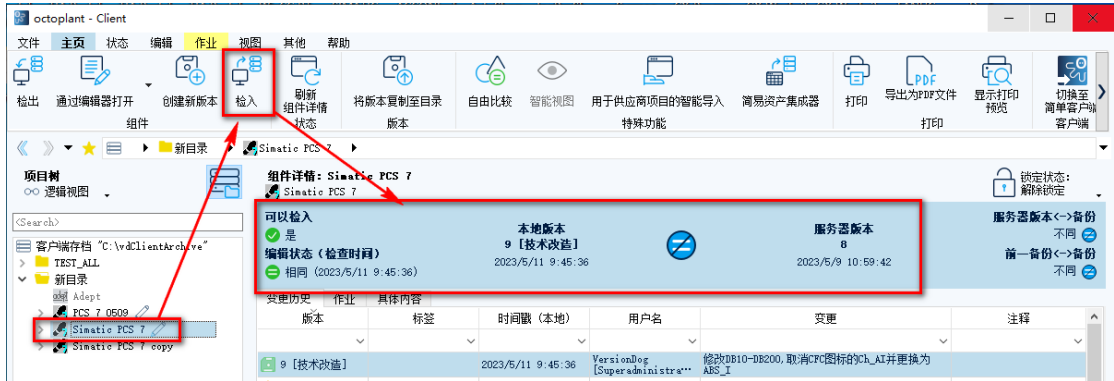 octoplant - Client
文件 主页 状态 编辑 作业 视图 其他 帮助
检出 通过编辑器打开 创建新版本 检入 刷新组件详情 将版本复制至目录 自由比较 智能视图 用于供应商项目的智能导入 简易资产集成器 打印 导出为PDF文件 显示打印预览 切换至简单客户端
组件 状态 版本 特殊功能 打印 客户端
新目录 Simatic PCS 7
项目树
逻辑视图
<Search>
客户端存档 "C:\vdClientArchive"
TEST_ALL
新目录
Adept
PCS 7_0509
Simatic PCS 7
Simatic PCS 7 copy
组件详情: Simatic PCS 7
Simatic PCS 7
锁定状态:
解除锁定
可以检入
是
编辑状态 (检查时间)
相同 (2023/5/11 9:45:36)
本地版本
9 [技术改造]
2023/5/11 9:45:36
服务器版本
8
2023/5/9 10:59:42
服务器版本<->备份
不同
前一备份<->备份
不同
变更历史 作业 具体内容
版本 标签 时间戳 (本地) 用户名 变更 注释
9 [技术改造] 2023/5/11 9:45:36 VersionDog [Superadministra… 修改DB10-DB200,取消CFC图标的Ch_AI并更换为ABS_I